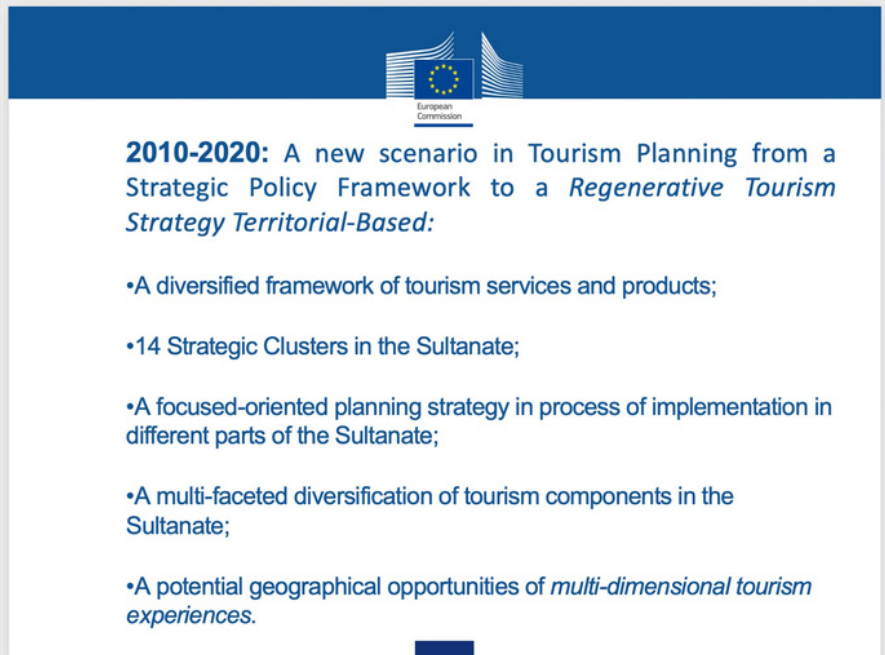 European
Commission
2010-2020: A new scenario in Tourism Planning from a
Strategic Policy Framework to a Regenerative Tourism
Strategy Territorial-Based:
•A diversified framework of tourism services and products;
•14 Strategic Clusters in the Sultanate;
•A focused-oriented planning strategy in process of implementation in
different parts of the Sultanate;
•A multi-faceted diversification of tourism components in the
Sultanate;
•A potential geographical opportunities of multi-dimensional tourism
experiences.